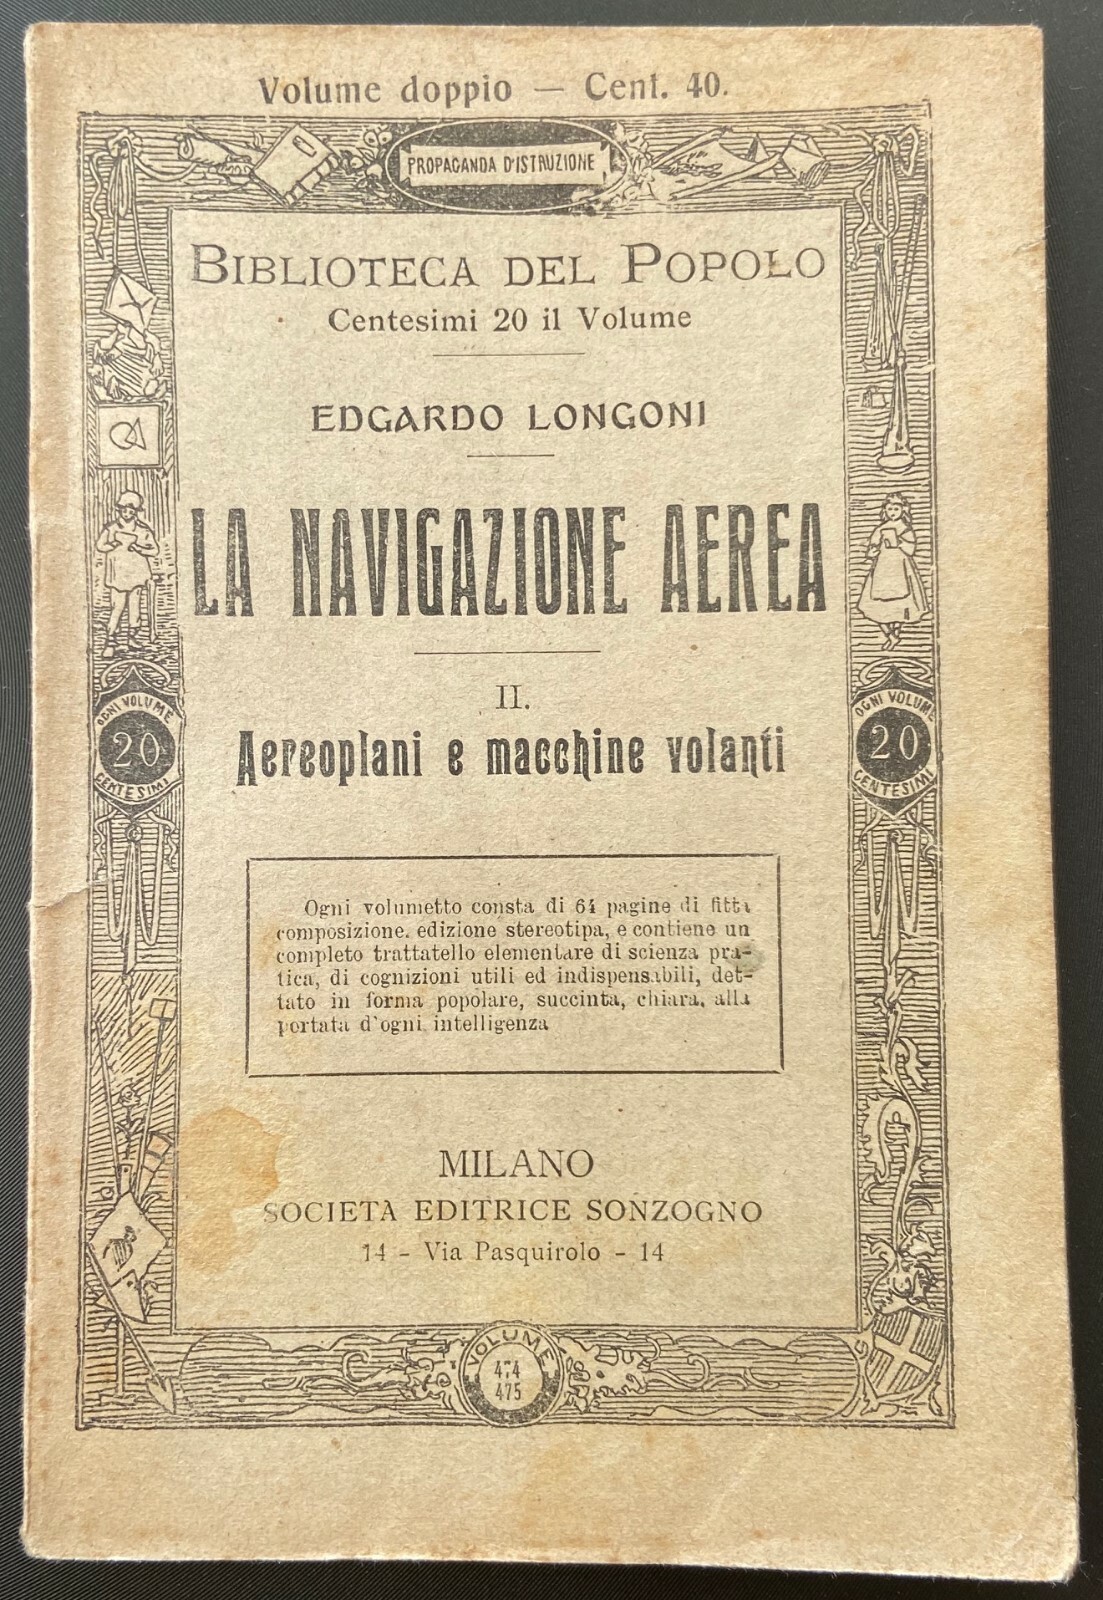 Volume doppio — Cent. 40.
PROPAGANDA D'ISTRUZIONE
BIBLIOTECA DEL POPOLO
Centesimi 20 il Volume
EDGARDO LONGONI
LA NAVIGAZIONE AEREA
II.
Aereoplani e macchine volanti
OGNI VOLUME
20
CENTESIMI
OGNI VOLUME
20
CENTESIMI
Ogni volumetto consta di 64 pagine di fitta
composizione. edizione stereotipa, e contiene un
completo trattatello elementare di scienza pra-
tica, di cognizioni utili ed indispensabili, det-
tato in forma popolare, succinta, chiara, alla
portata d'ogni intelligenza
MILANO
SOCIETA EDITRICE SONZOGNO
14 - Via Pasquirolo - 14
VOLUME
474
475